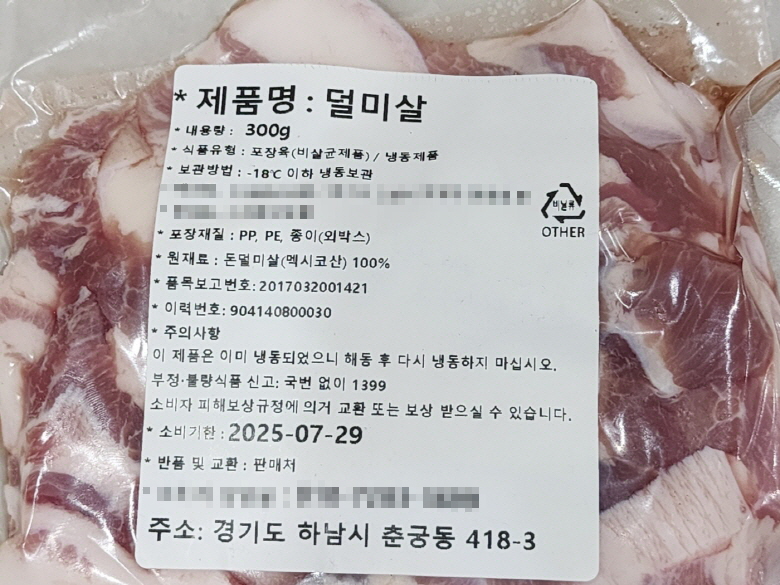 * 제품명 : 덜미살
* 내용량 : 300g
* 식품유형 : 포장육(비살균제품) / 냉동제품
* 보관방법 : -18℃ 이하 냉동보관
비닐류
OTHER
* 포장재질 : PP, PE, 종이(외박스)
* 원재료 : 돈덜미살(멕시코산) 100%
* 품목보고번호: 2017032001421
* 이력번호: 904140800030
* 주의사항
이 제품은 이미 냉동되었으니 해동 후 다시 냉동하지 마십시오.
부정·불량식품 신고: 국번 없이 1399
소비자 피해보상규정에 의거 교환 또는 보상 받으실 수 있습니다.
* 소비기한 : 2025-07-29
* 반품 및 교환 : 판매처
주소: 경기도 하남시 춘궁동 418-3